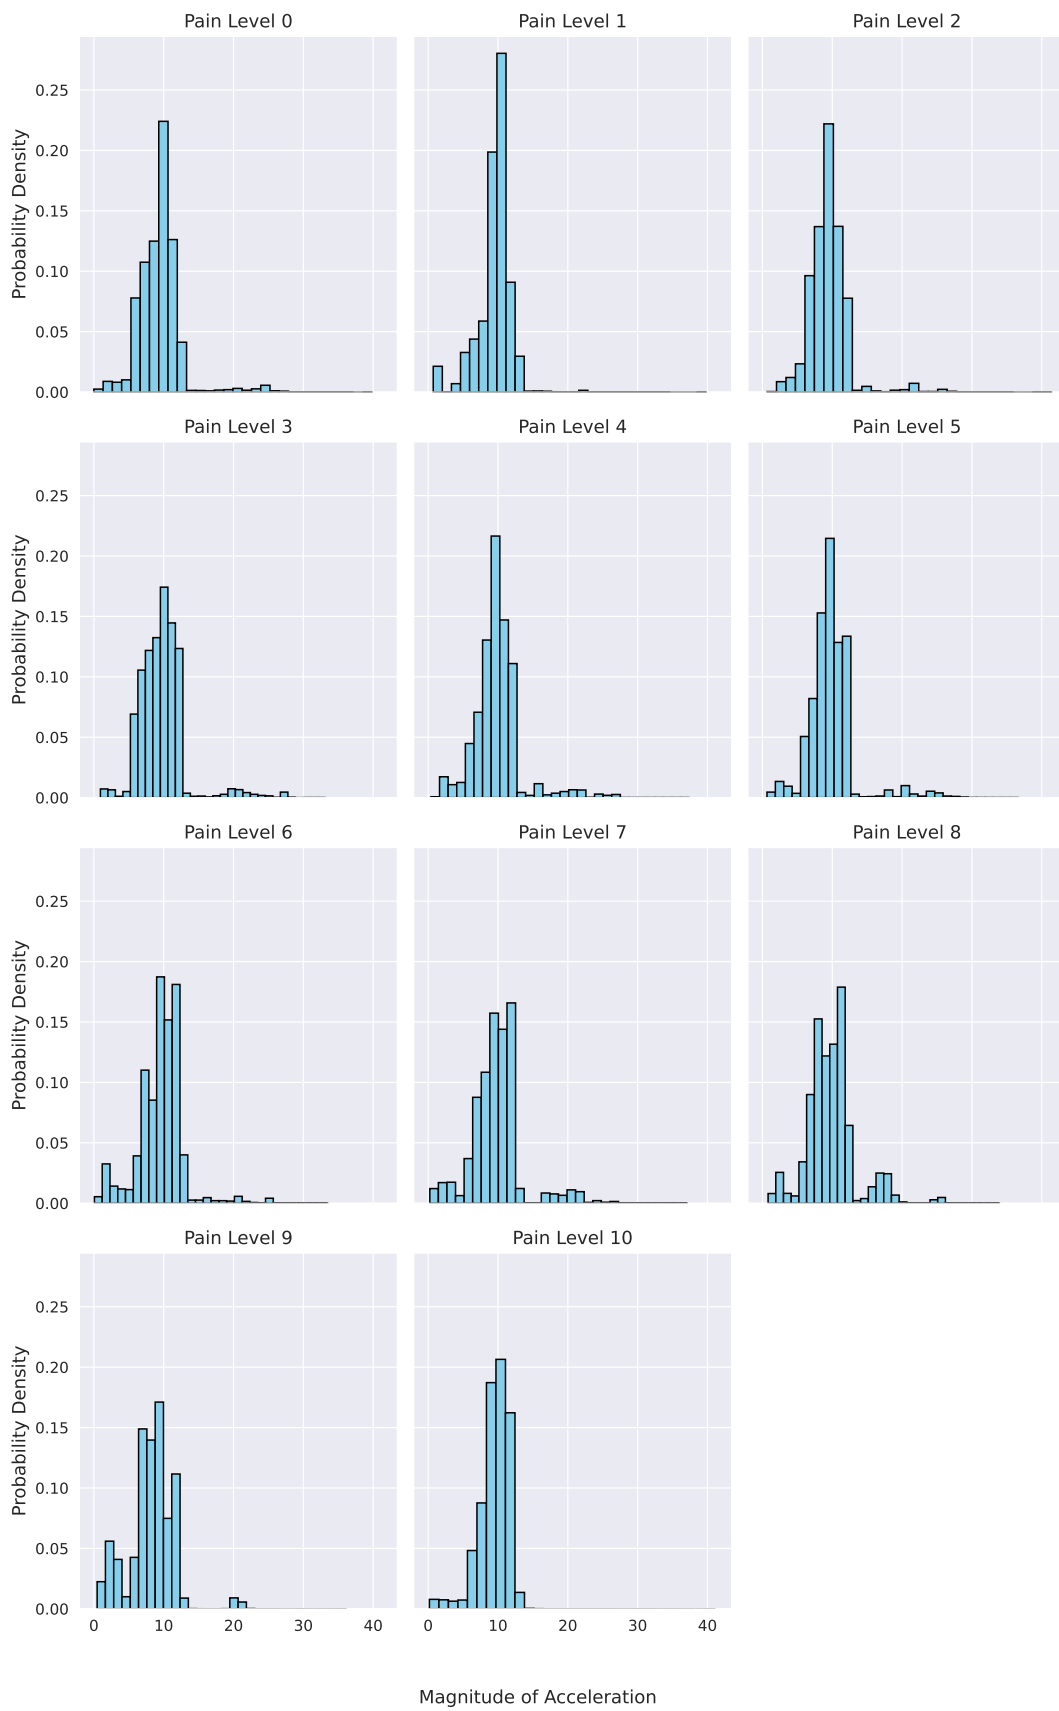 Pain Level 0 Pain Level 1 Pain Level 2
0.25
0.20
0.15
0.10
0.05
0.00
Probability Density
Pain Level 3 Pain Level 4 Pain Level 5
0.25
0.20
0.15
0.10
0.05
0.00
Probability Density
Pain Level 6 Pain Level 7 Pain Level 8
0.25
0.20
0.15
0.10
0.05
0.00
Probability Density
Pain Level 9 Pain Level 10
0.25
0.20
0.15
0.10
0.05
0.00
Probability Density
0 10 20 30 40 0 10 20 30 40
Magnitude of Acceleration